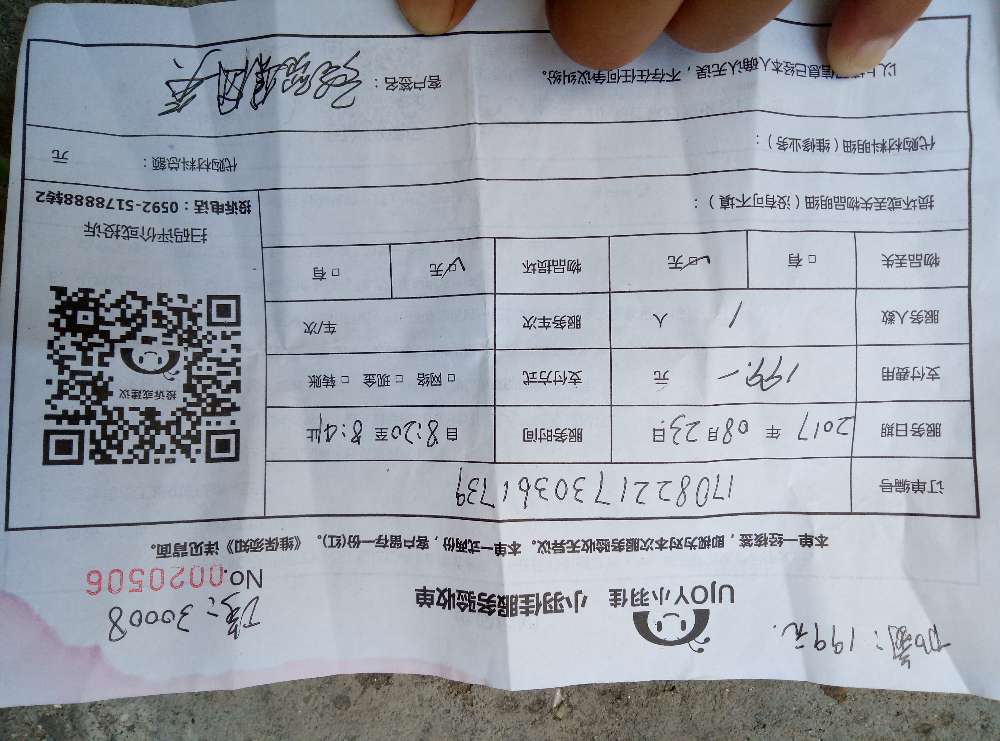 加氟：199元.
工号：30008
UJOY小羽佳 小羽佳服务验收单
No.0020506
本单一经核签，即视为对本次服务验收无异议。本单一式两份，客户留存一份(红)。《维保须知》详见背面。
订单编号 170822173036 1739
服务日期 2017 年 08 月 23 日 服务时间 自 8:20 至 8:4 止
支付费用 199.- 元 支付方式 □ 网络 □ 现金 □ 转账
服务人数 1 人 服务车次 车/次
物品丢失 □ 有 ☑ 无 物品损坏 ☑ 无 □ 有
投诉或建议
扫码评价或投诉
投诉电话：0592-5178888转2
损坏或丢失物品明细（没有可不填）：
代购材料明细（维修业务）： 代购材料总额： 元
以上 信息已经本人确认无误，不存在任何争议纠纷。 客户签名：